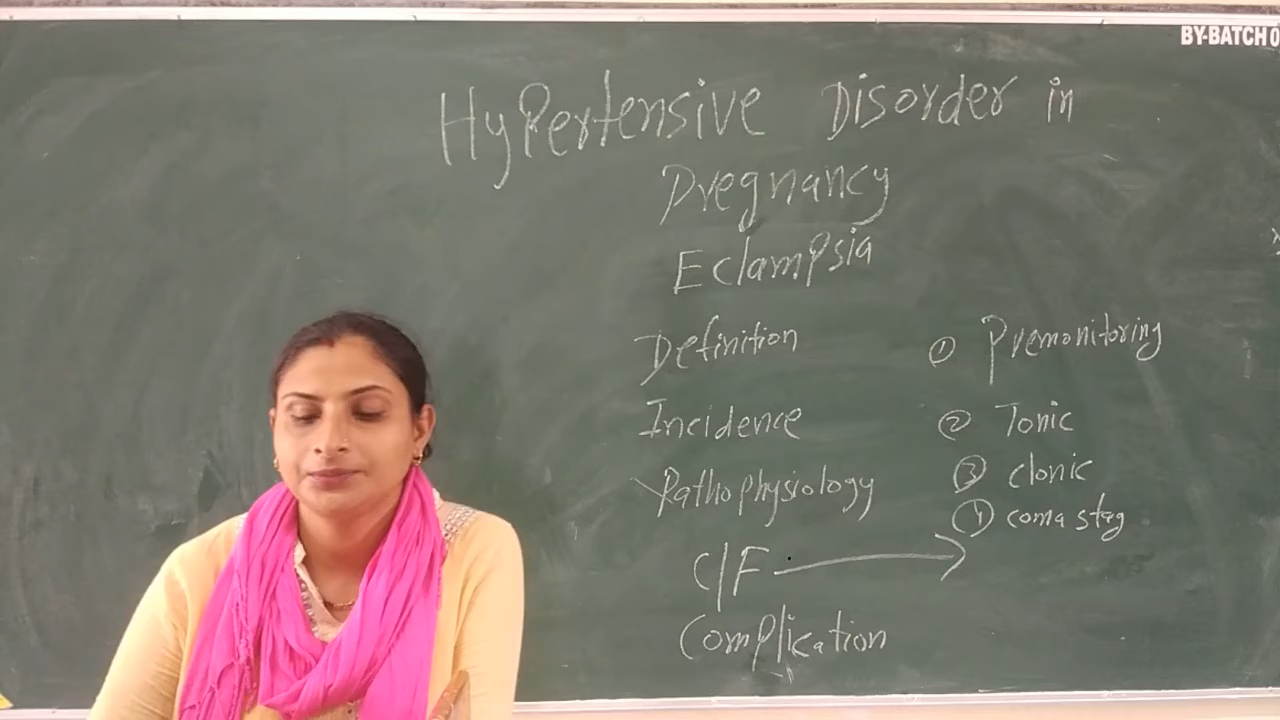 BY-BATCH 0
Hypertensive Disorder in
Pregnancy
Eclampsia
Definition
Incidence
Pathophysiology
C/F
Complication
① Premonitoring
② Tonic
③ clonic
④ coma stag